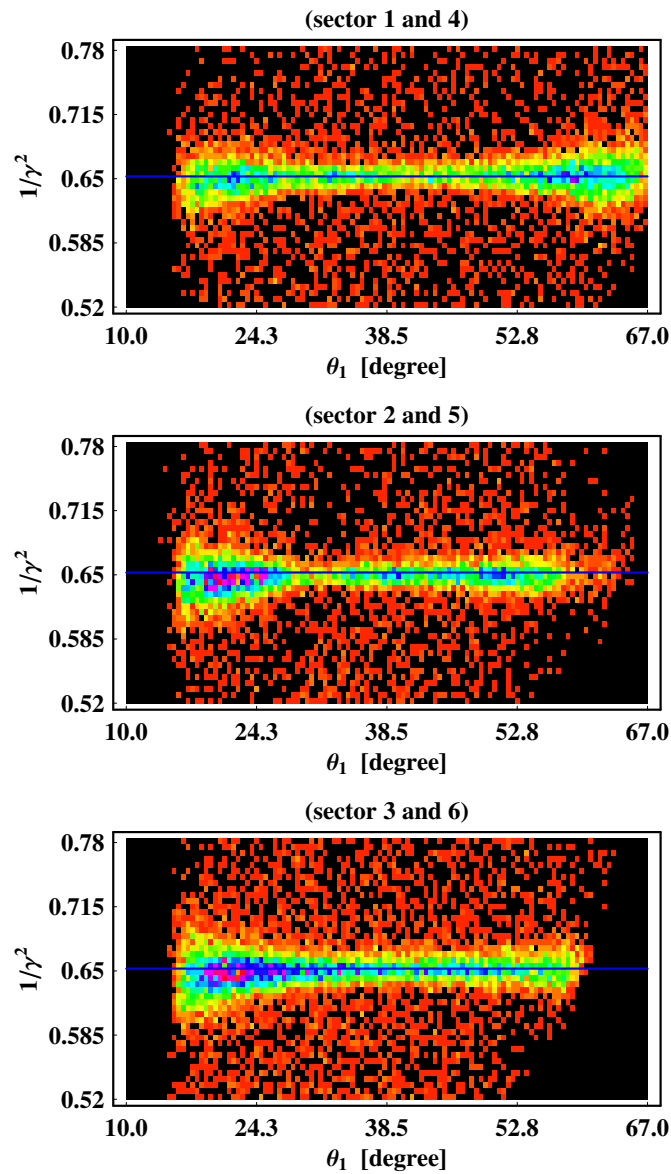 (sector 1 and 4)
0.78
0.715
0.65
0.585
0.52
1/γ²
10.0 24.3 38.5 52.8 67.0
θ₁ [degree]
(sector 2 and 5)
0.78
0.715
0.65
0.585
0.52
1/γ²
10.0 24.3 38.5 52.8 67.0
θ₁ [degree]
(sector 3 and 6)
0.78
0.715
0.65
0.585
0.52
1/γ²
10.0 24.3 38.5 52.8 67.0
θ₁ [degree]